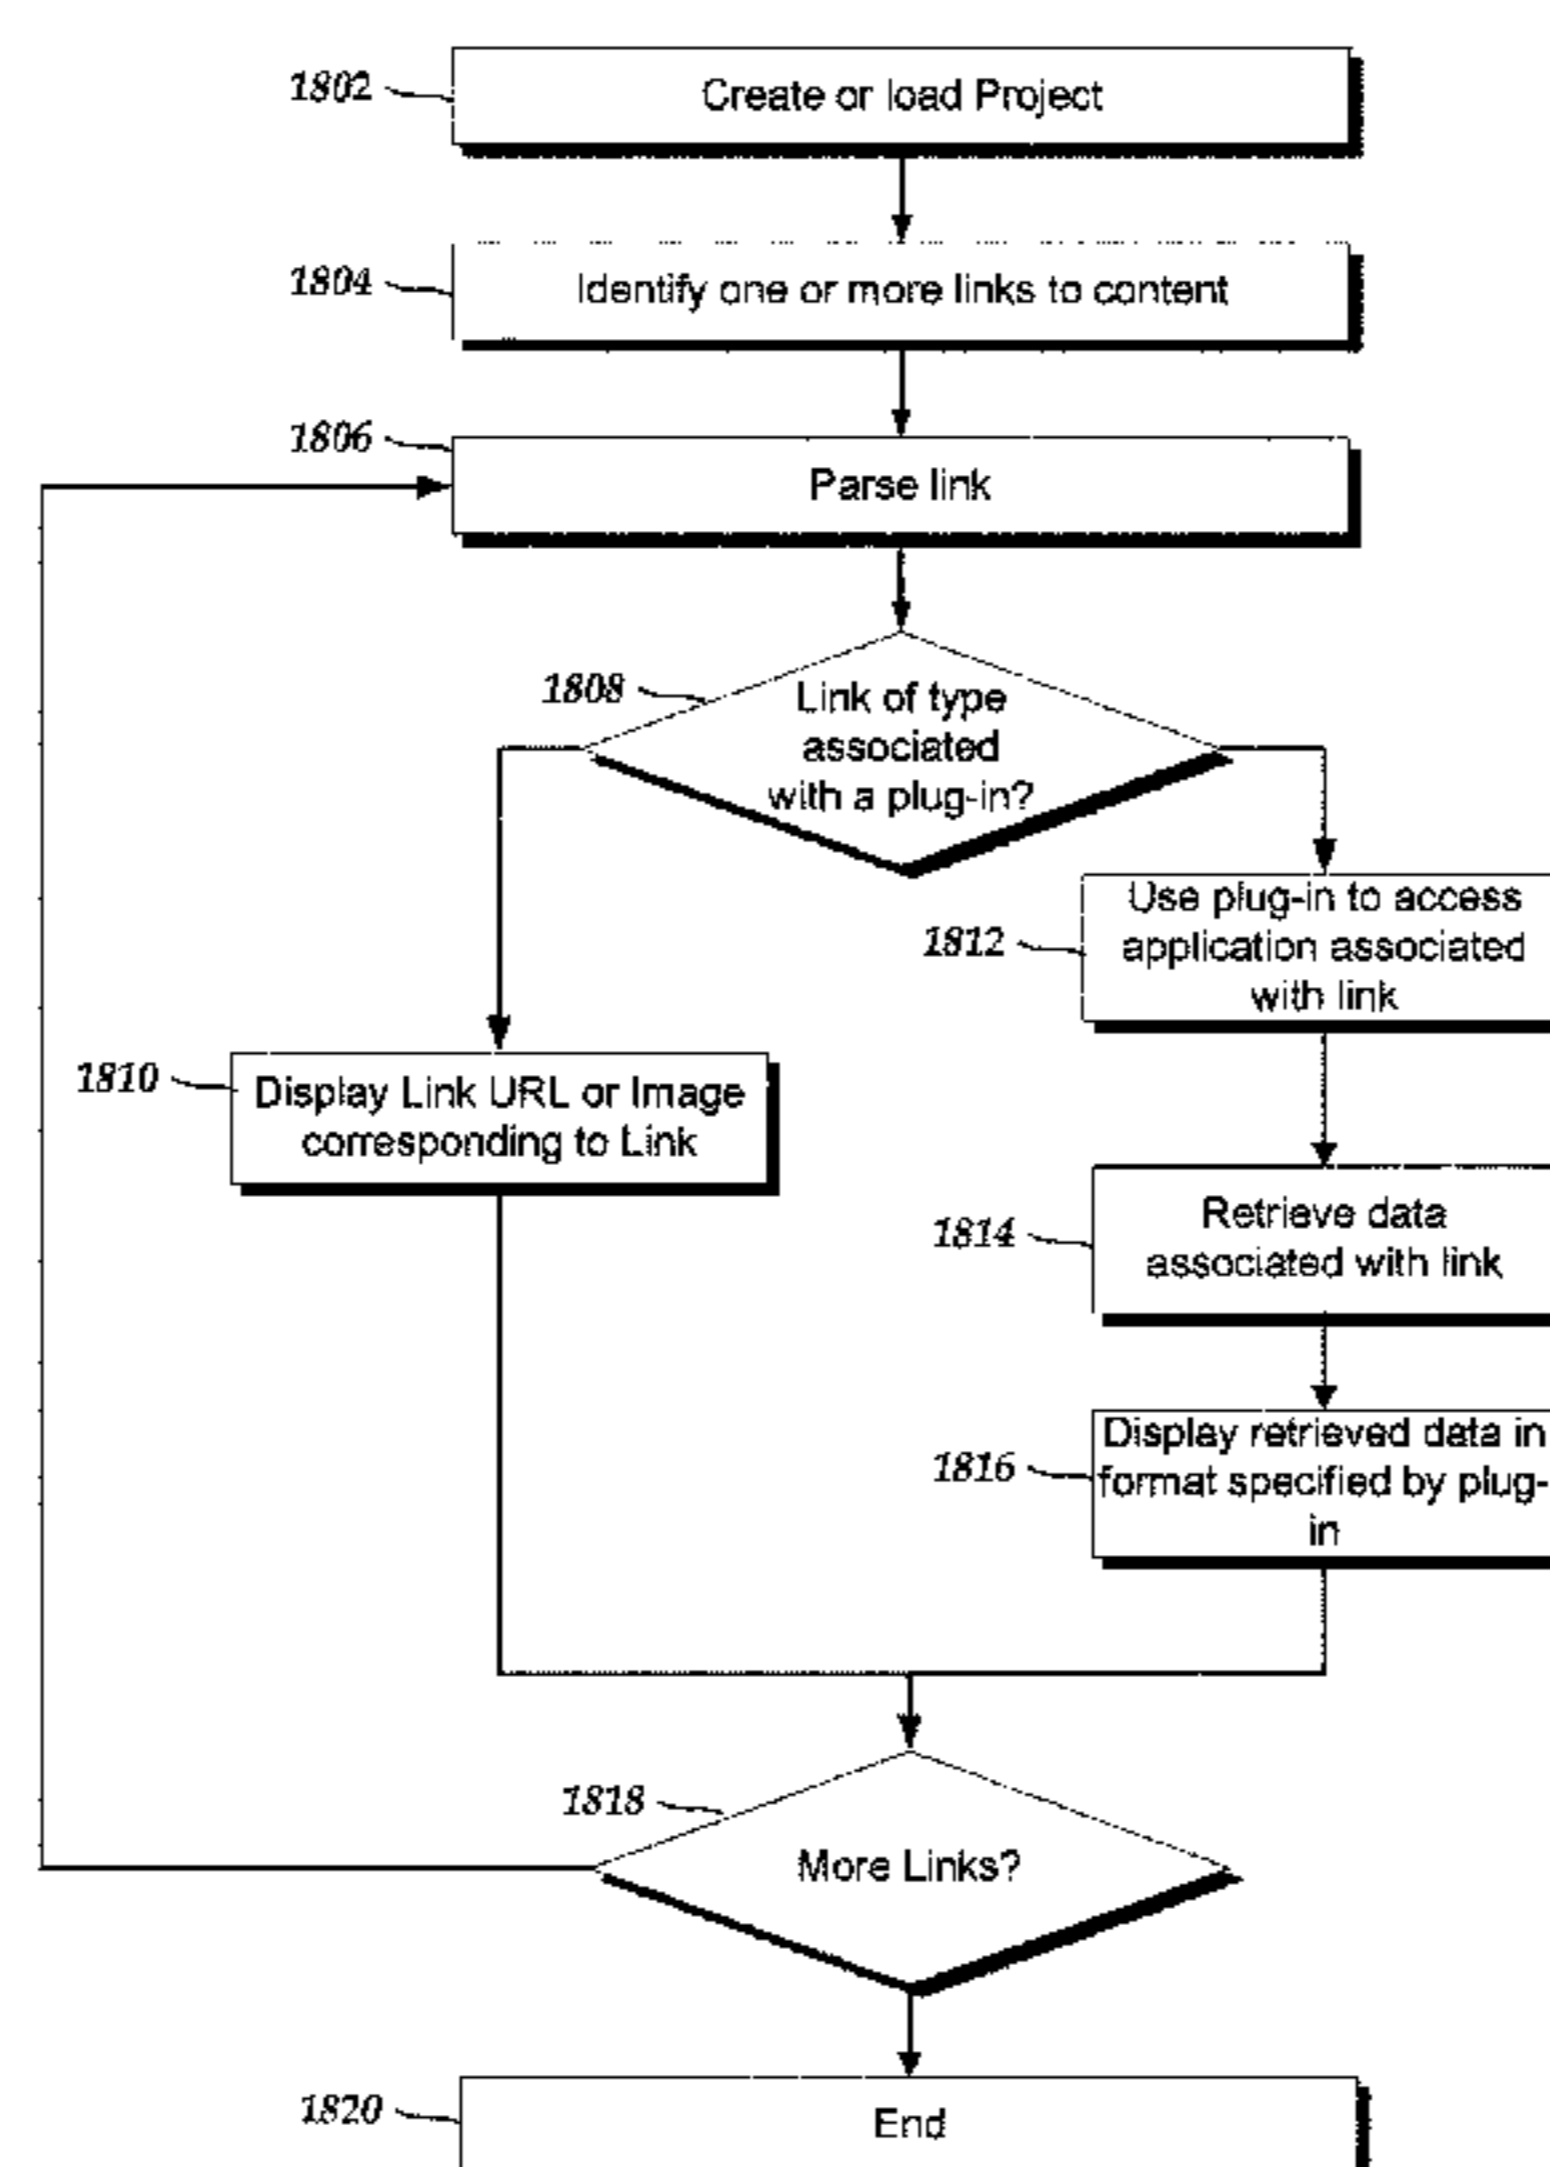 1802
Create or load Project
1804
Identify one or more links to content
1806
Parse link
1808
Link of type
associated
with a plug-in?
1812
Use plug-in to access
application associated
with link
1810
Display Link URL or Image
corresponding to Link
1814
Retrieve data
associated with link
1816
Display retrieved data in
format specified by plug-
in
1818
More Links?
1820
End